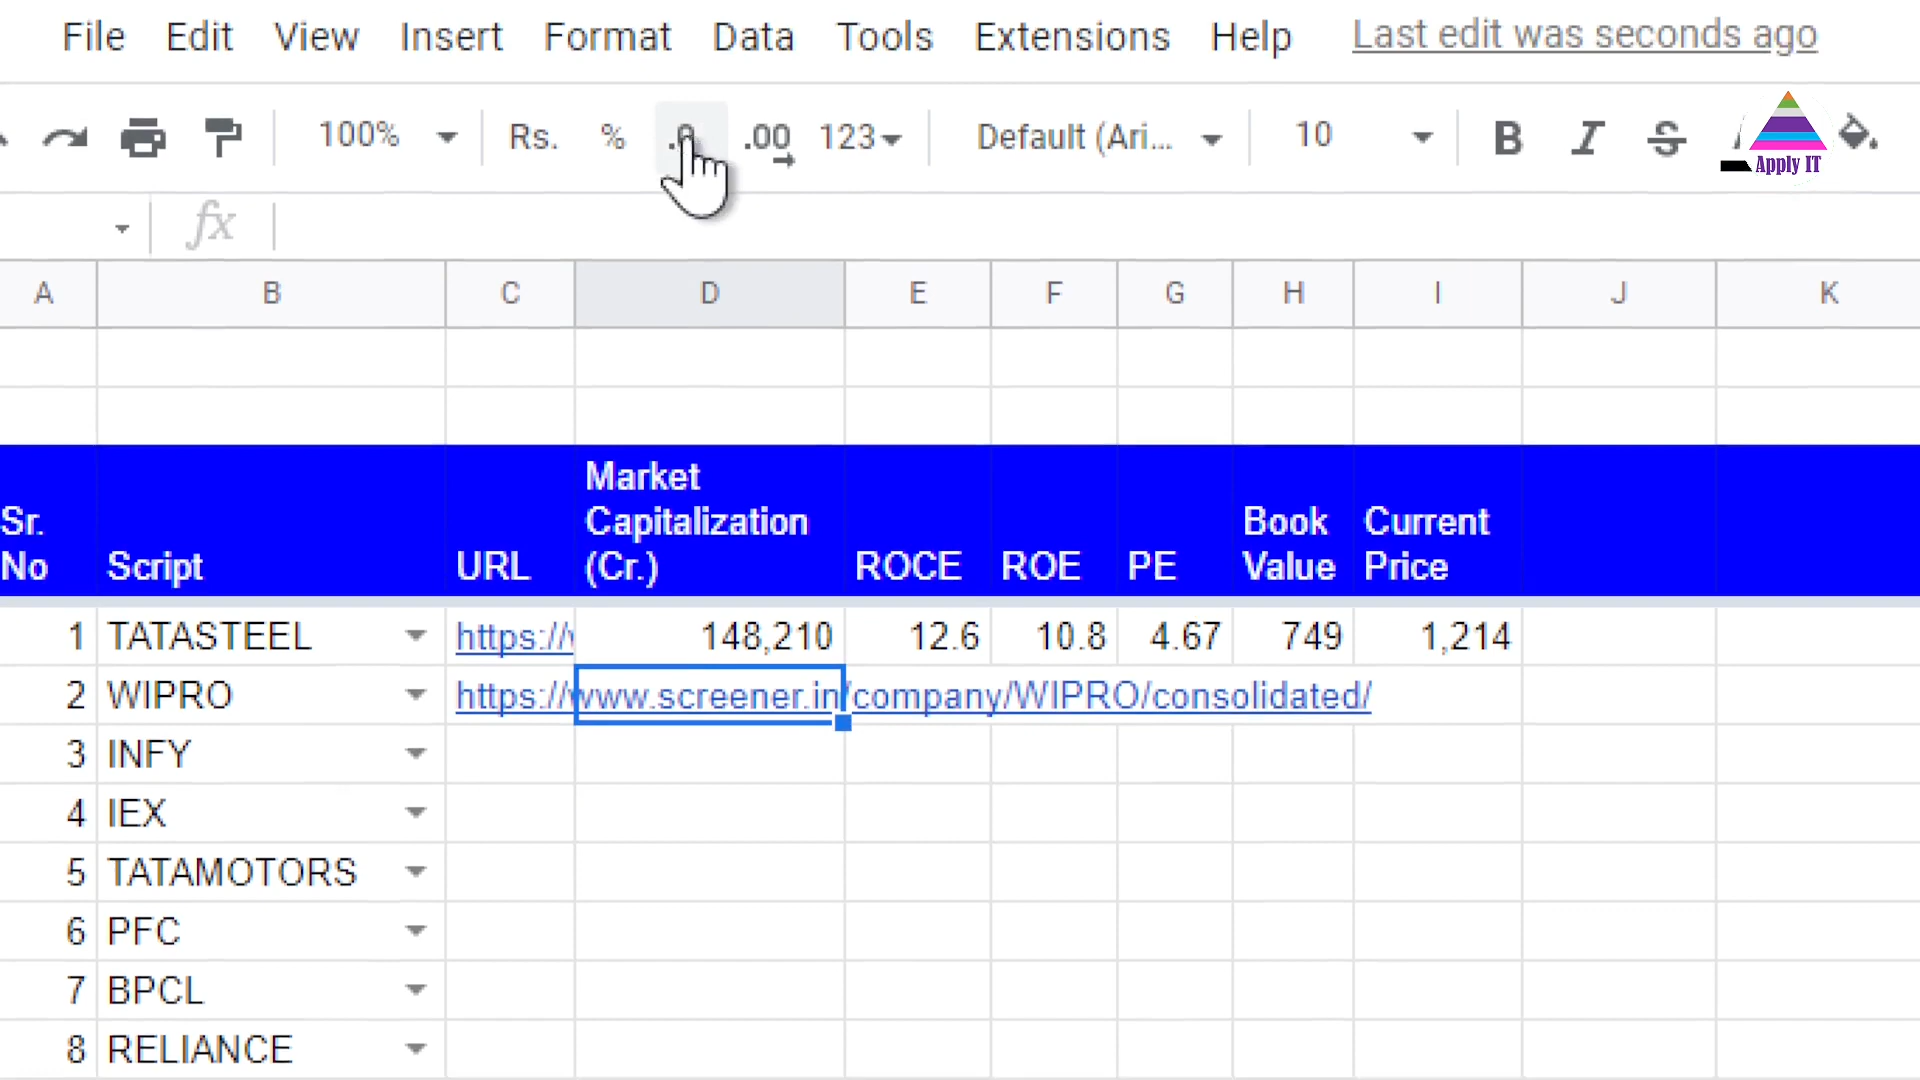 File Edit View Insert Format Data Tools Extensions Help Last edit was seconds ago
100% Rs. % .0 .00 123 Default (Ari... 10 B I S
Apply IT
fx
A B C D E F G H I J K
Sr. No Script URL Market Capitalization (Cr.) ROCE ROE PE Book Value Current Price
1 TATASTEEL https:// 148,210 12.6 10.8 4.67 749 1,214
2 WIPRO https://www.screener.in/company/WIPRO/consolidated/
3 INFY
4 IEX
5 TATAMOTORS
6 PFC
7 BPCL
8 RELIANCE